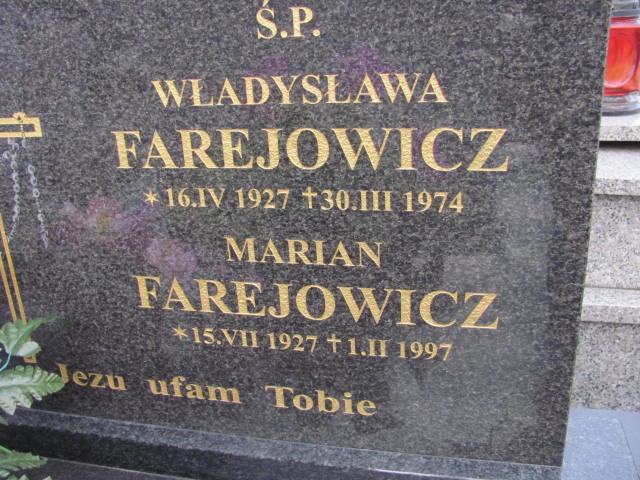 Ś.P.
WŁADYSŁAWA
FAREJOWICZ
* 16.IV 1927 † 30.III 1974
MARIAN
FAREJOWICZ
* 15.VII 1927 † 1.II 1997
Jezu ufam Tobie